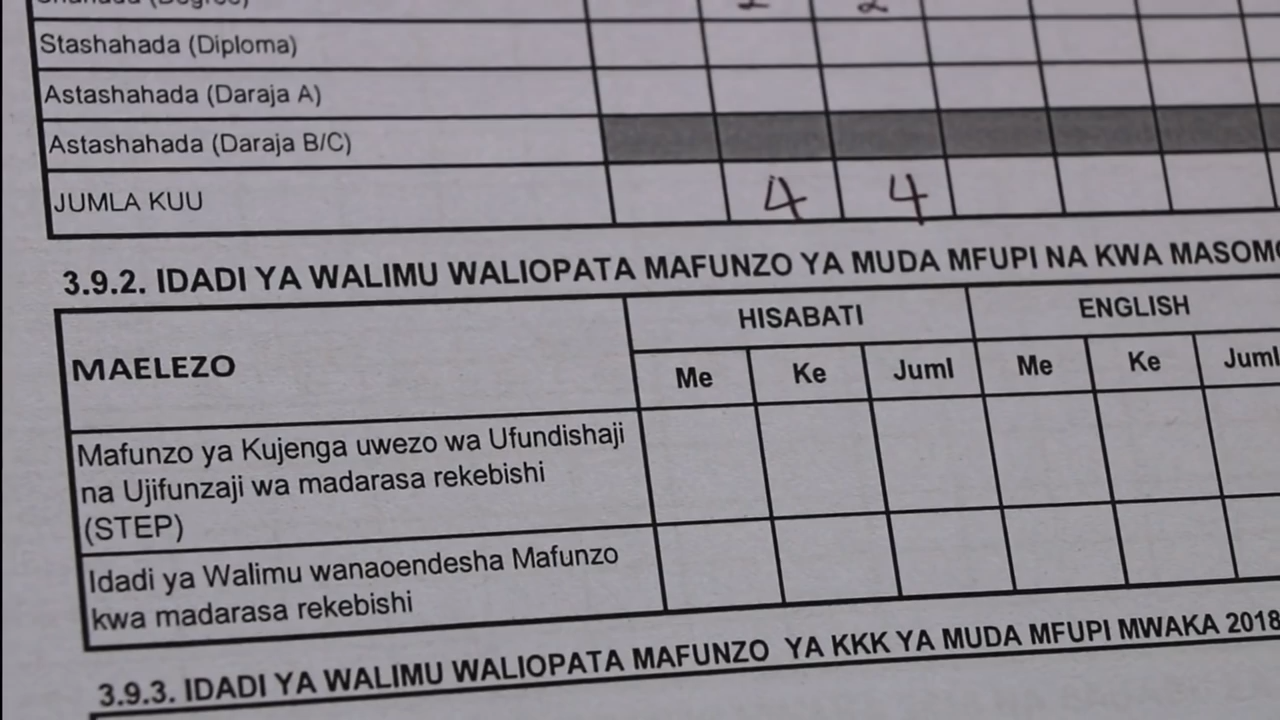 Stashahada (Diploma)
Astashahada (Daraja A)
Astashahada (Daraja B/C)
JUMLA KUU 4 4
3.9.2. IDADI YA WALIMU WALIOPATA MAFUNZO YA MUDA MFUPI NA KWA MASOMO
HISABATI ENGLISH
MAELEZO Me Ke Juml Me Ke Juml
Mafunzo ya Kujenga uwezo wa Ufundishaji
na Ujifunzaji wa madarasa rekebishi
(STEP)
Idadi ya Walimu wanaoendesha Mafunzo
kwa madarasa rekebishi
3.9.3. IDADI YA WALIMU WALIOPATA MAFUNZO YA KKK YA MUDA MFUPI MWAKA 2018